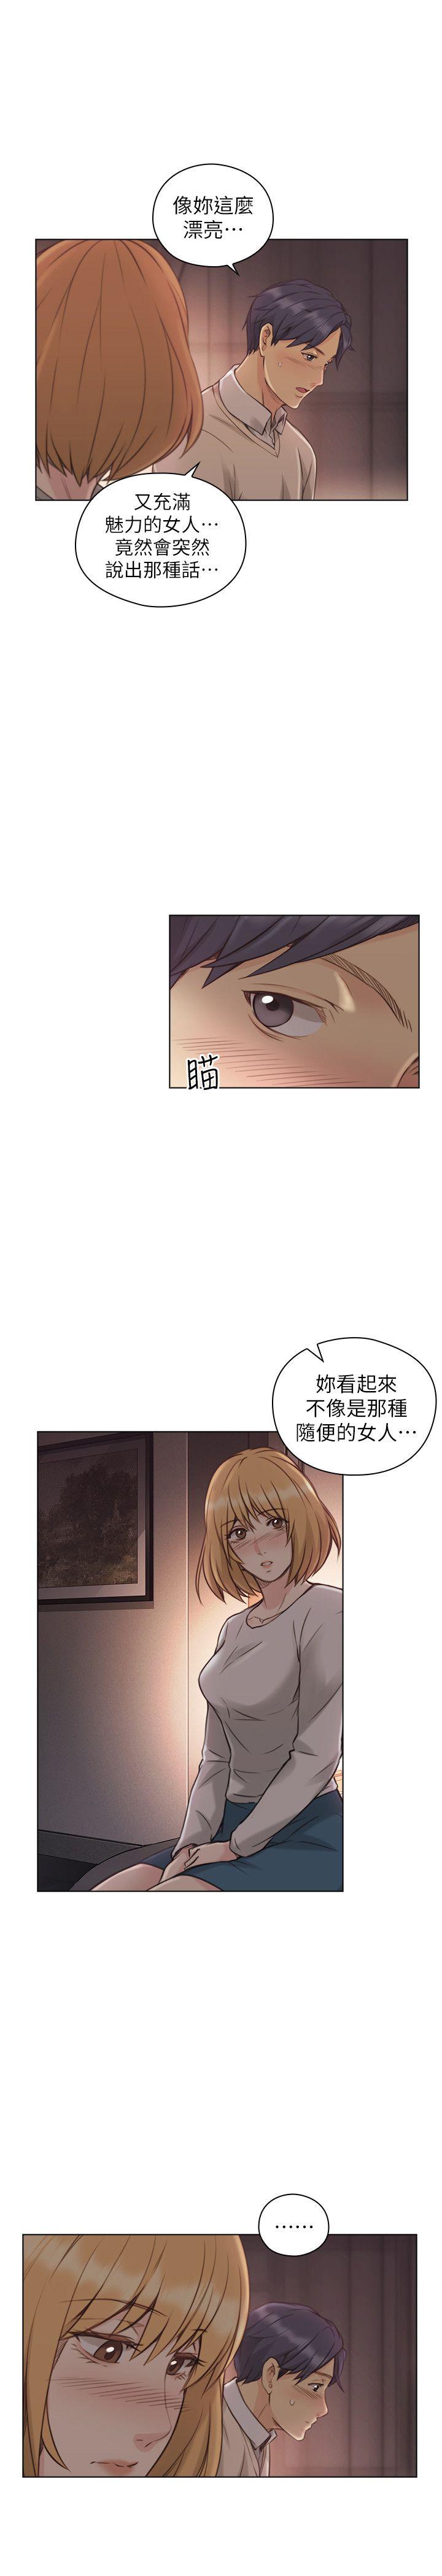 像妳這麼
漂亮⋯
又充滿
魅力的女人⋯
竟然會突然
說出那種話⋯
瞄
妳看起來
不像是那種
隨便的女人⋯
⋯⋯